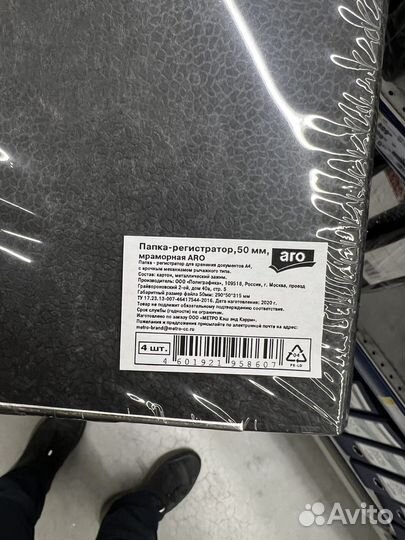 Папка-регистратор, 50 мм,
мраморная ARO
aro
Папка - регистратор для хранения документов А4,
с арочным механизмом рычажного типа.
Состав: картон, металлический зажим.
Производитель: ООО «Полиграфика», 109518, Россия, г. Москва, проезд
Грайвороновский 2-ой, дом 40а, стр. 5
Габаритный размер файла 50мм: 290*50*315 мм
ТУ 17.23.13-007-46417544-2016. Дата изготовления: 2020 г.
Товар не подлежит обязательному подтверждению соответствия.
Срок службы (годности) не ограничен.
Изготовлено по заказу ООО «МЕТРО Кэш энд Керри».
Пожелания и предложения направлять по электронной почте на адрес
metro-brand@metro-cc.ru
4 шт.
4 601921 958607
04
PE-LD
Avito